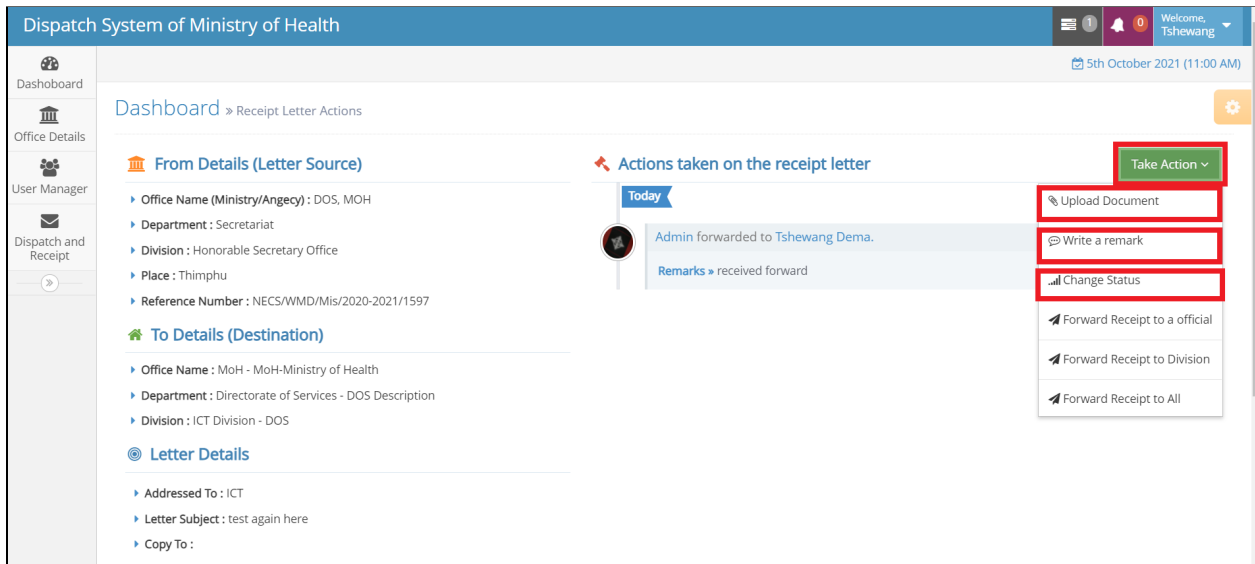 Dispatch System of Ministry of Health
1
0
Welcome,
Tshewang
5th October 2021 (11:00 AM)
Dashoboard
Office Details
User Manager
Dispatch and
Receipt
Dashboard » Receipt Letter Actions
From Details (Letter Source)
Office Name (Ministry/Angecy) : DOS, MOH
Department : Secretariat
Division : Honorable Secretary Office
Place : Thimphu
Reference Number : NECS/WMD/Mis/2020-2021/1597
To Details (Destination)
Office Name : MoH - MoH-Ministry of Health
Department : Directorate of Services - DOS Description
Division : ICT Division - DOS
Letter Details
Addressed To : ICT
Letter Subject : test again here
Copy To :
Actions taken on the receipt letter
Today
Admin forwarded to Tshewang Dema.
Remarks » received forward
Take Action
Upload Document
Write a remark
Change Status
Forward Receipt to a official
Forward Receipt to Division
Forward Receipt to All